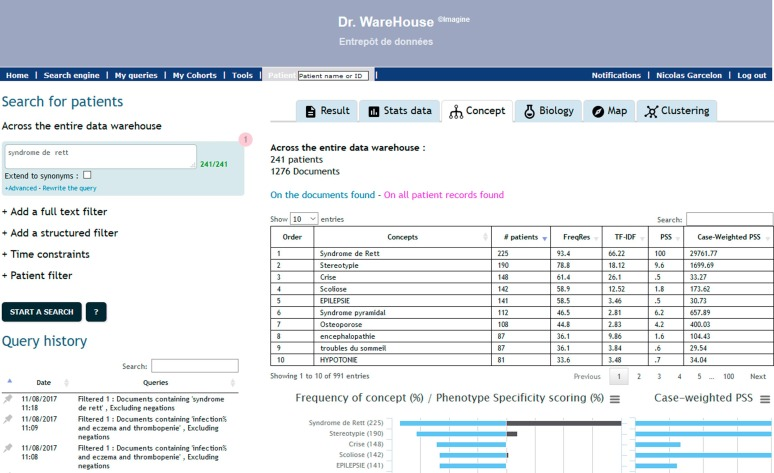 Dr. WareHouse ©Imagine
Entrepôt de données
Home | Search engine | My queries | My Cohorts | Tools | Patient Patient name or ID |
Notifications | Nicolas Garcelon | Log out
Search for patients
Across the entire data warehouse
1
syndrome de rett
241/241
Extend to synonyms :
+Advanced - Rewrite the query
+ Add a full text filter
+ Add a structured filter
+ Time constraints
+ Patient filter
START A SEARCH ?
Query history
Search:
Date Queries
11/08/2017 11:18 Filtered 1 : Documents containing 'syndrome de rett' , Excluding negations
11/08/2017 11:09 Filtered 1 : Documents containing 'infection% and eczema and thrombopenie' , Excluding negations
11/08/2017 11:08 Filtered 1 : Documents containing 'infection% and eczema and thrombopenie' , Excluding negations
Result Stats data Concept Biology Map Clustering
Across the entire data warehouse :
241 patients
1276 Documents
On the documents found - On all patient records found
Show 10 entries
Search:
Order Concepts # patients FreqRes TF-IDF PSS Case-Weighted PSS
1 Syndrome de Rett 225 93.4 66.22 100 29761.77
2 Stereotypie 190 78.8 18.12 9.6 1699.69
3 Crise 148 61.4 26.1 .5 33.27
4 Scoliose 142 58.9 12.52 1.8 173.62
5 EPILEPSIE 141 58.5 3.46 .5 30.73
6 Syndrome pyramidal 112 46.5 2.81 6.2 657.89
7 Osteoporose 108 44.8 2.83 4.2 400.03
8 encephalopathie 87 36.1 9.86 1.6 104.43
9 troubles du sommeil 87 36.1 3.84 .6 29.54
10 HYPOTONIE 81 33.6 3.48 .7 34.04
Showing 1 to 10 of 991 entries
Previous 1 2 3 4 5 ... 100 Next
Frequency of concept (%) / Phenotype Specificity scoring (%)
Case-weighted PSS
Syndrome de Rett (225)
Stereotypie (190)
Crise (148)
Scoliose (142)
EPILEPSIE (141)